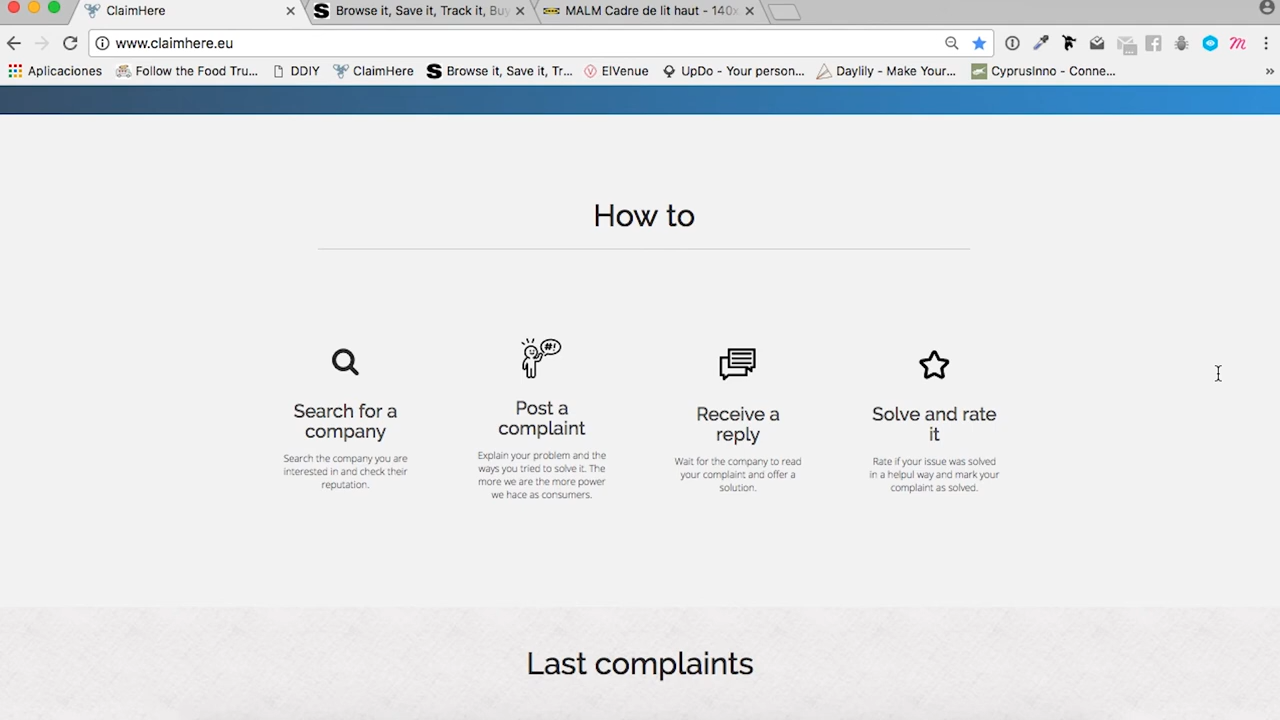 ClaimHere
Browse it, Save it, Track it, Buy
MALM Cadre de lit haut - 140x
www.claimhere.eu
Aplicaciones
Follow the Food Tru...
DDIY
ClaimHere
Browse it, Save it, Tr...
ElVenue
UpDo - Your person...
Daylily - Make Your...
CyprusInno - Conne...
How to
#!
Search for a
company
Search the company you are
interested in and check their
reputation.
Post a
complaint
Explain your problem and the
ways you tried to solve it. The
more we are the more power
we hace as consumers.
Receive a
reply
Wait for the company to read
your complaint and offer a
solution.
Solve and rate
it
Rate if your issue was solved
in a helpul way and mark your
complaint as solved.
Last complaints